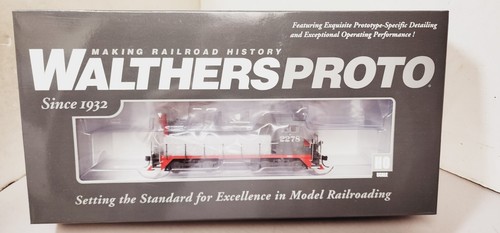 Featuring Exquisite Prototype-Specific Detailing
and Exceptional Operating Performance!
MAKING RAILROAD HISTORY
WALTHERSPROTO
Since 1932
2278
HO
Setting the Standard for Excellence in Model Railroading